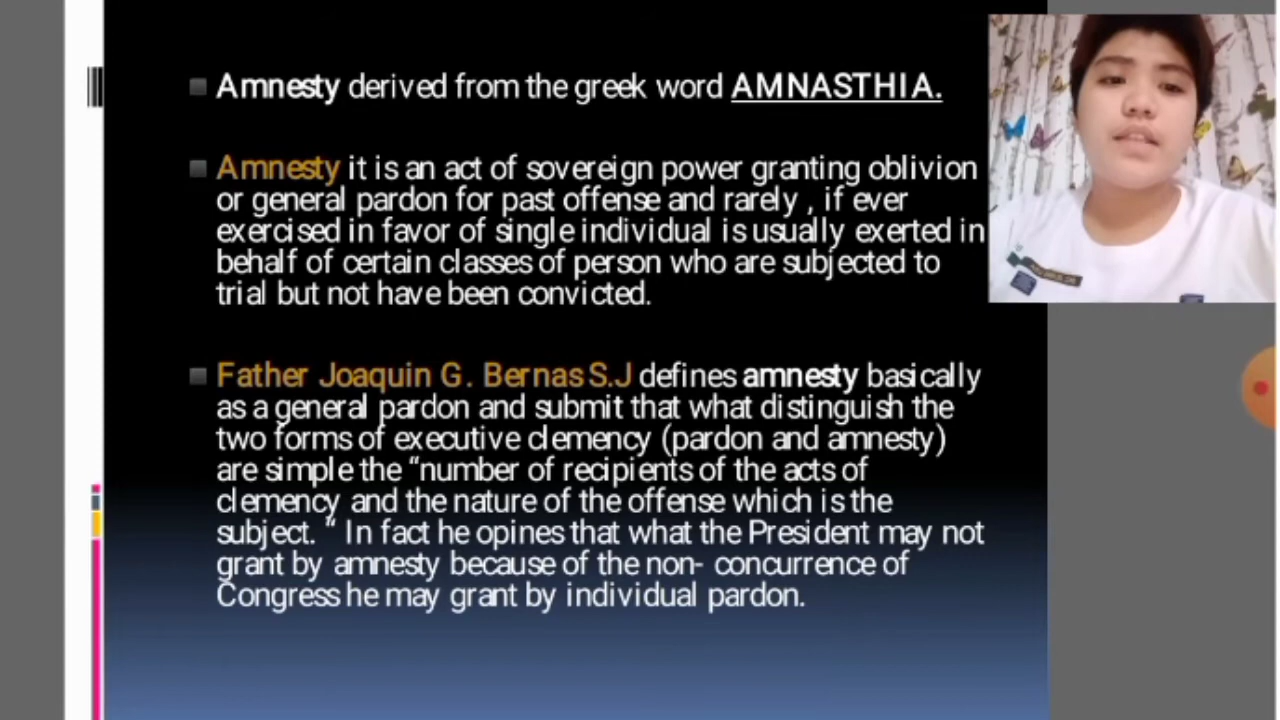 Amnesty derived from the greek word AMNASTHIA.
Amnesty it is an act of sovereign power granting oblivion
or general pardon for past offense and rarely , if ever
exercised in favor of single individual is usually exerted in
behalf of certain classes of person who are subjected to
trial but not have been convicted.
Father Joaquin G. Bernas S.J defines amnesty basically
as a general pardon and submit that what distinguish the
two forms of executive clemency (pardon and amnesty)
are simple the “number of recipients of the acts of
clemency and the nature of the offense which is the
subject. “ In fact he opines that what the President may not
grant by amnesty because of the non- concurrence of
Congress he may grant by individual pardon.